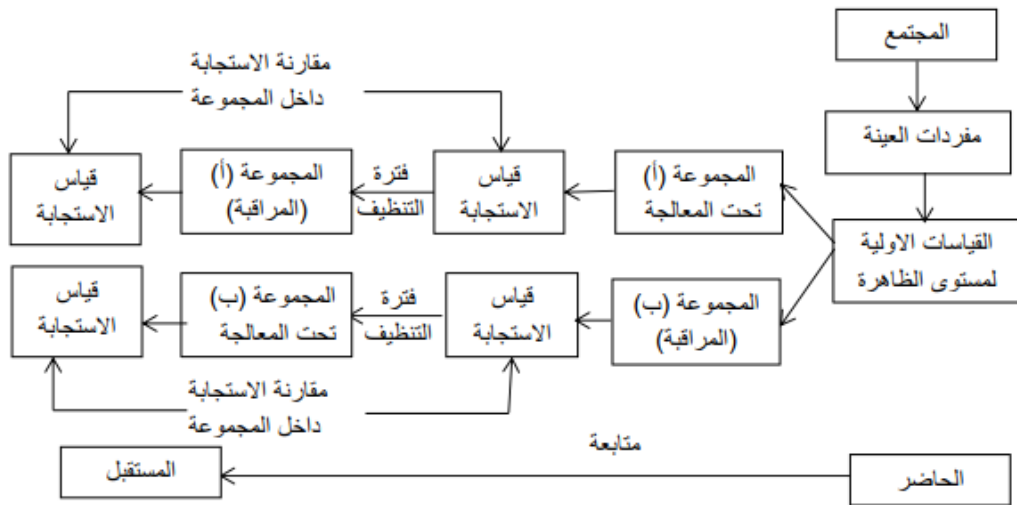 المجتمع
مفردات العينة
القياسات الاولية
لمستوى الظاهرة
مقارنة الاستجابة
داخل المجموعة
المجموعة (أ)
تحت المعالجة
قياس
الاستجابة
فترة
التنظيف
المجموعة (أ)
(المراقبة)
قياس
الاستجابة
المجموعة (ب)
(المراقبة)
قياس
الاستجابة
فترة
التنظيف
المجموعة (ب)
تحت المعالجة
قياس
الاستجابة
مقارنة الاستجابة
داخل المجموعة
الحاضر
متابعة
المستقبل